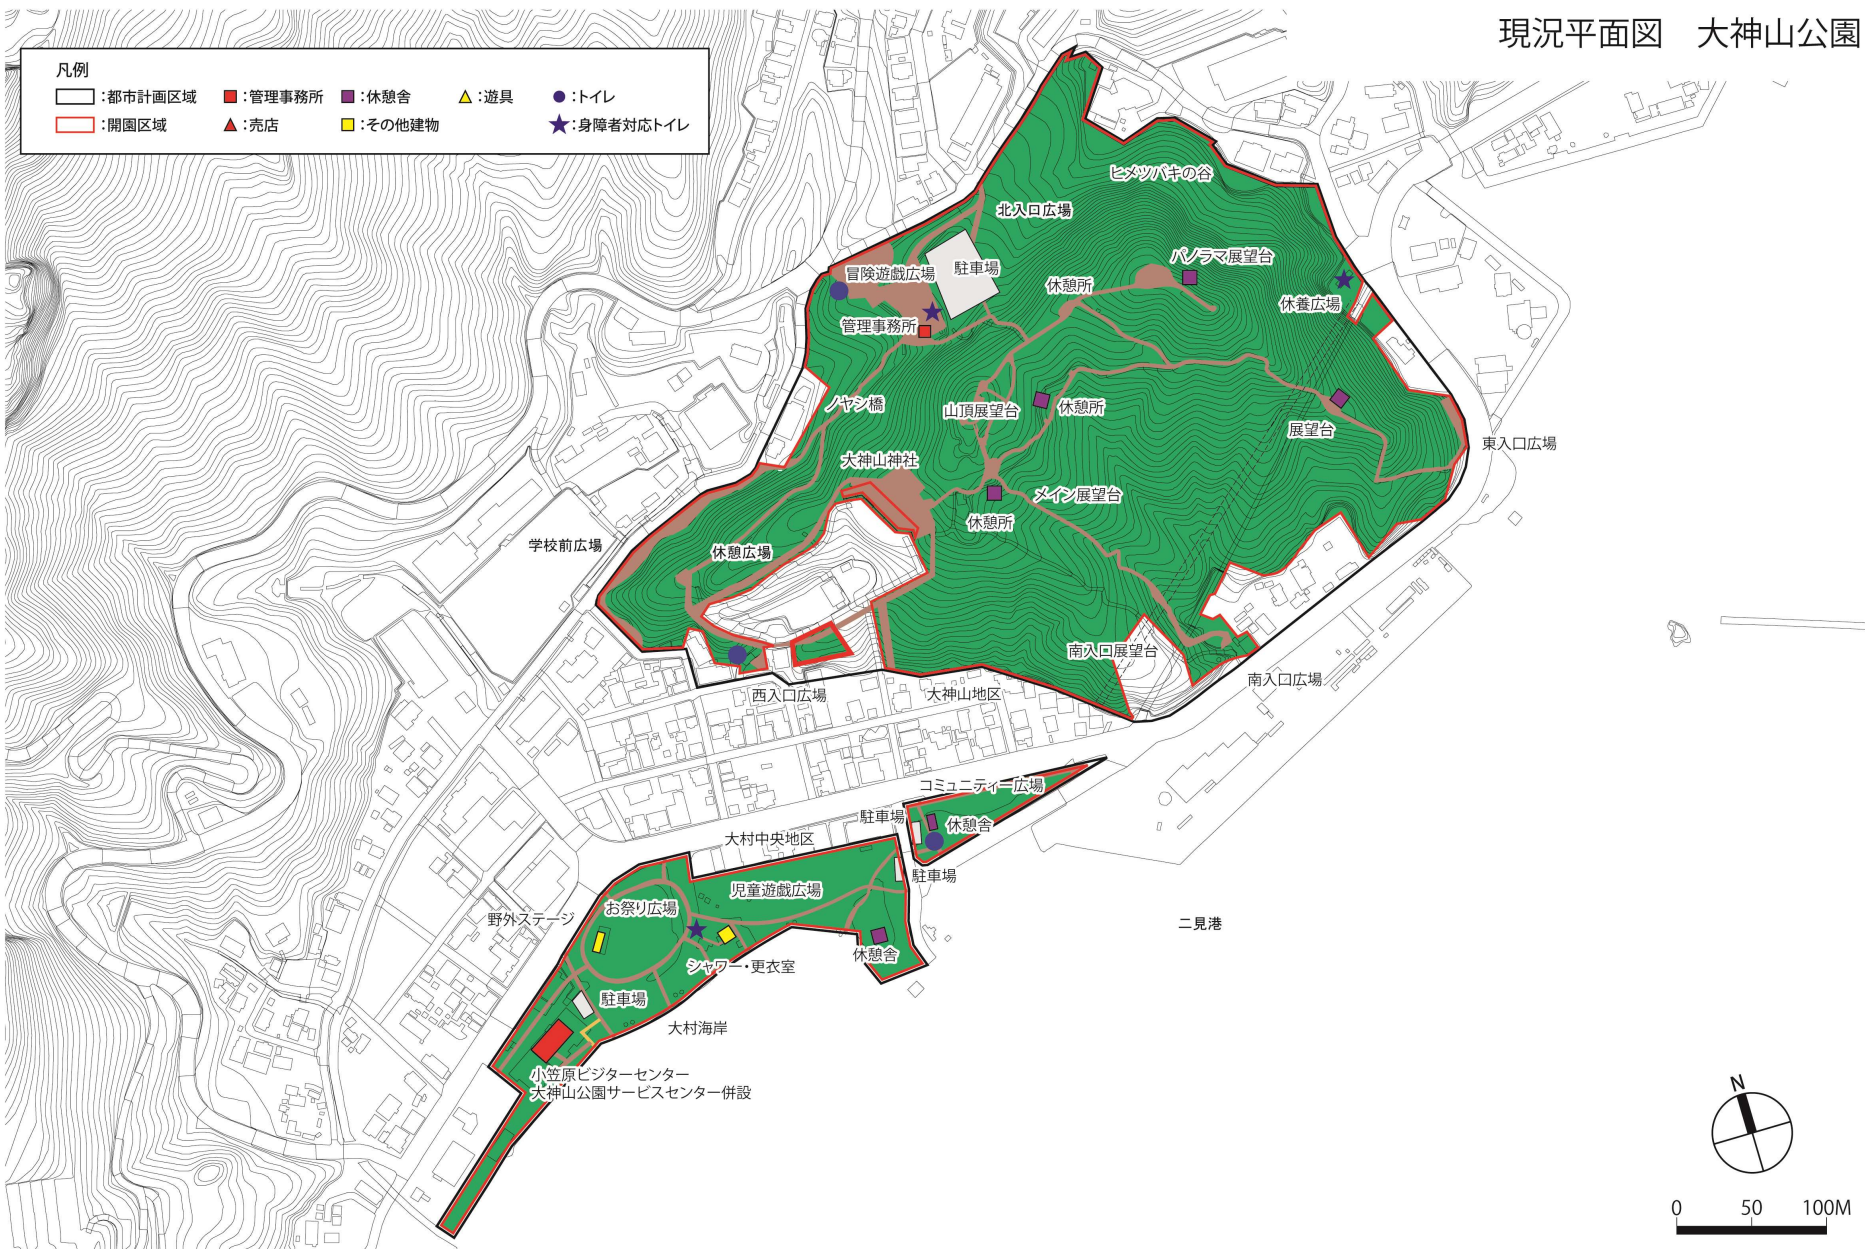 現況平面図　大神山公園
凡例
:都市計画区域
:管理事務所
:休憩舎
:遊具
:トイレ
:開園区域
:売店
:その他建物
:身障者対応トイレ
ヒメツバキの谷
北入口広場
パノラマ展望台
冒険遊戯広場
駐車場
休憩所
休養広場
管理事務所
ノヤシ橋
山頂展望台
休憩所
展望台
東入口広場
大神山神社
メイン展望台
休憩所
学校前広場
休憩広場
南入口展望台
南入口広場
西入口広場
大神山地区
コミュニティー広場
駐車場
休憩舎
大村中央地区
駐車場
児童遊戯広場
お祭り広場
野外ステージ
二見港
休憩舎
シャワー・更衣室
駐車場
大村海岸
小笠原ビジターセンター
大神山公園サービスセンター併設
N
0 50 100M